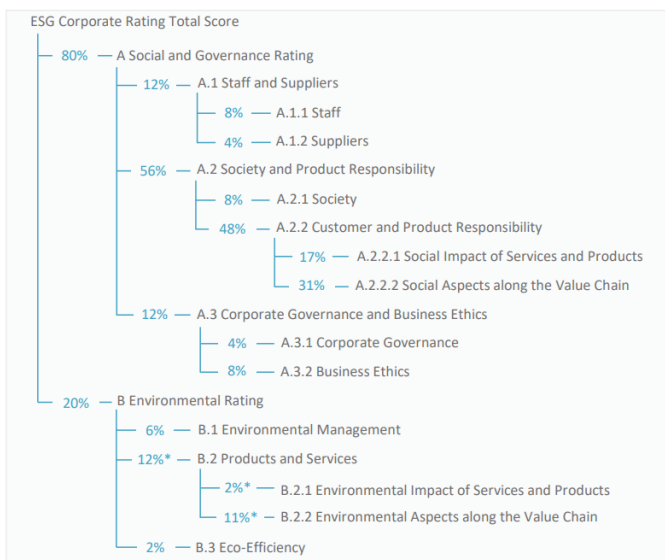 ESG Corporate Rating Total Score
80% A Social and Governance Rating
12% A.1 Staff and Suppliers
8% A.1.1 Staff
4% A.1.2 Suppliers
56% A.2 Society and Product Responsibility
8% A.2.1 Society
48% A.2.2 Customer and Product Responsibility
17% A.2.2.1 Social Impact of Services and Products
31% A.2.2.2 Social Aspects along the Value Chain
12% A.3 Corporate Governance and Business Ethics
4% A.3.1 Corporate Governance
8% A.3.2 Business Ethics
20% B Environmental Rating
6% B.1 Environmental Management
12%* B.2 Products and Services
2%* B.2.1 Environmental Impact of Services and Products
11%* B.2.2 Environmental Aspects along the Value Chain
2% B.3 Eco-Efficiency